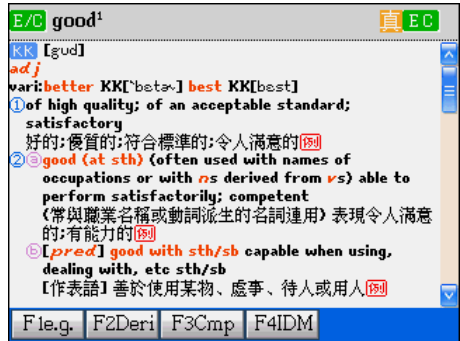 E/C good¹ 真 E C
KK [gud]
adj
vari:better KK[ˋbɛtɚ] best KK[bɛst]
①of high quality; of an acceptable standard;
satisfactory
好的;優質的;符合標準的;令人滿意的例
②ⓐgood (at sth) (often used with names of
occupations or with ns derived from vs) able to
perform satisfactorily; competent
(常與職業名稱或動詞派生的名詞連用) 表現令人滿意
的;有能力的例
ⓑ[pred] good with sth/sb capable when using,
dealing with, etc sth/sb
[作表語] 善於使用某物、處事、待人或用人例
F1e.g. F2Deri F3Cmp F4IDM